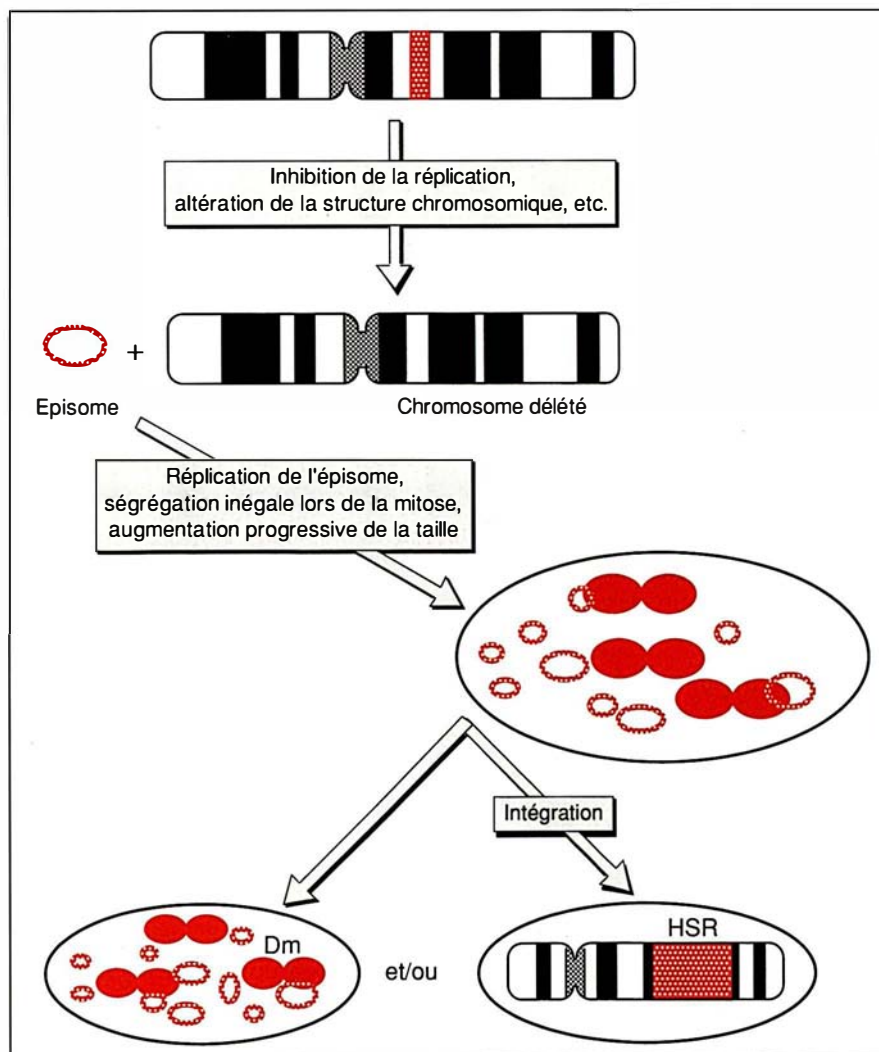 Inhibition de la réplication,
altération de la structure chromosomique, etc.
+
Episome
Chromosome délété
Réplication de l'épisome,
ségrégation inégale lors de la mitose,
augmentation progressive de la taille
Intégration
Dm
et/ou
HSR